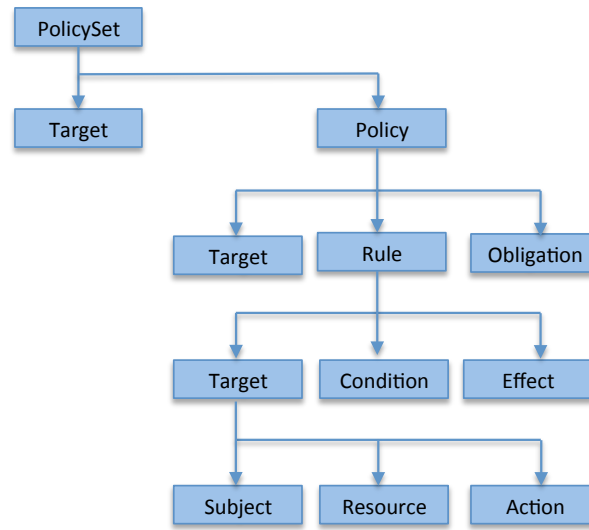 PolicySet
Target
Policy
Target
Rule
Obligation
Target
Condition
Effect
Subject
Resource
Action